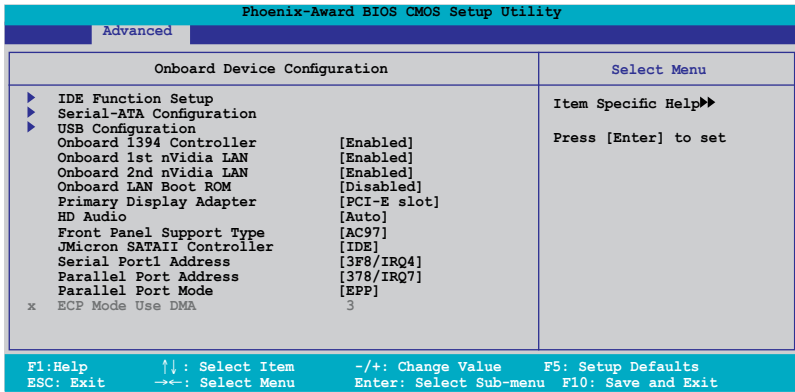 Phoenix-Award BIOS CMOS Setup Utility
Advanced
Onboard Device Configuration
Select Menu
IDE Function Setup
Serial-ATA Configuration
USB Configuration
Onboard 1394 Controller [Enabled]
Onboard 1st nVidia LAN [Enabled]
Onboard 2nd nVidia LAN [Enabled]
Onboard LAN Boot ROM [Disabled]
Primary Display Adapter [PCI-E slot]
HD Audio [Auto]
Front Panel Support Type [AC97]
JMicron SATAII Controller [IDE]
Serial Port1 Address [3F8/IRQ4]
Parallel Port Address [378/IRQ7]
Parallel Port Mode [EPP]
x ECP Mode Use DMA 3
Item Specific Help
Press [Enter] to set
F1:Help ↑↓ : Select Item -/+: Change Value F5: Setup Defaults
ESC: Exit →←: Select Menu Enter: Select Sub-menu F10: Save and Exit